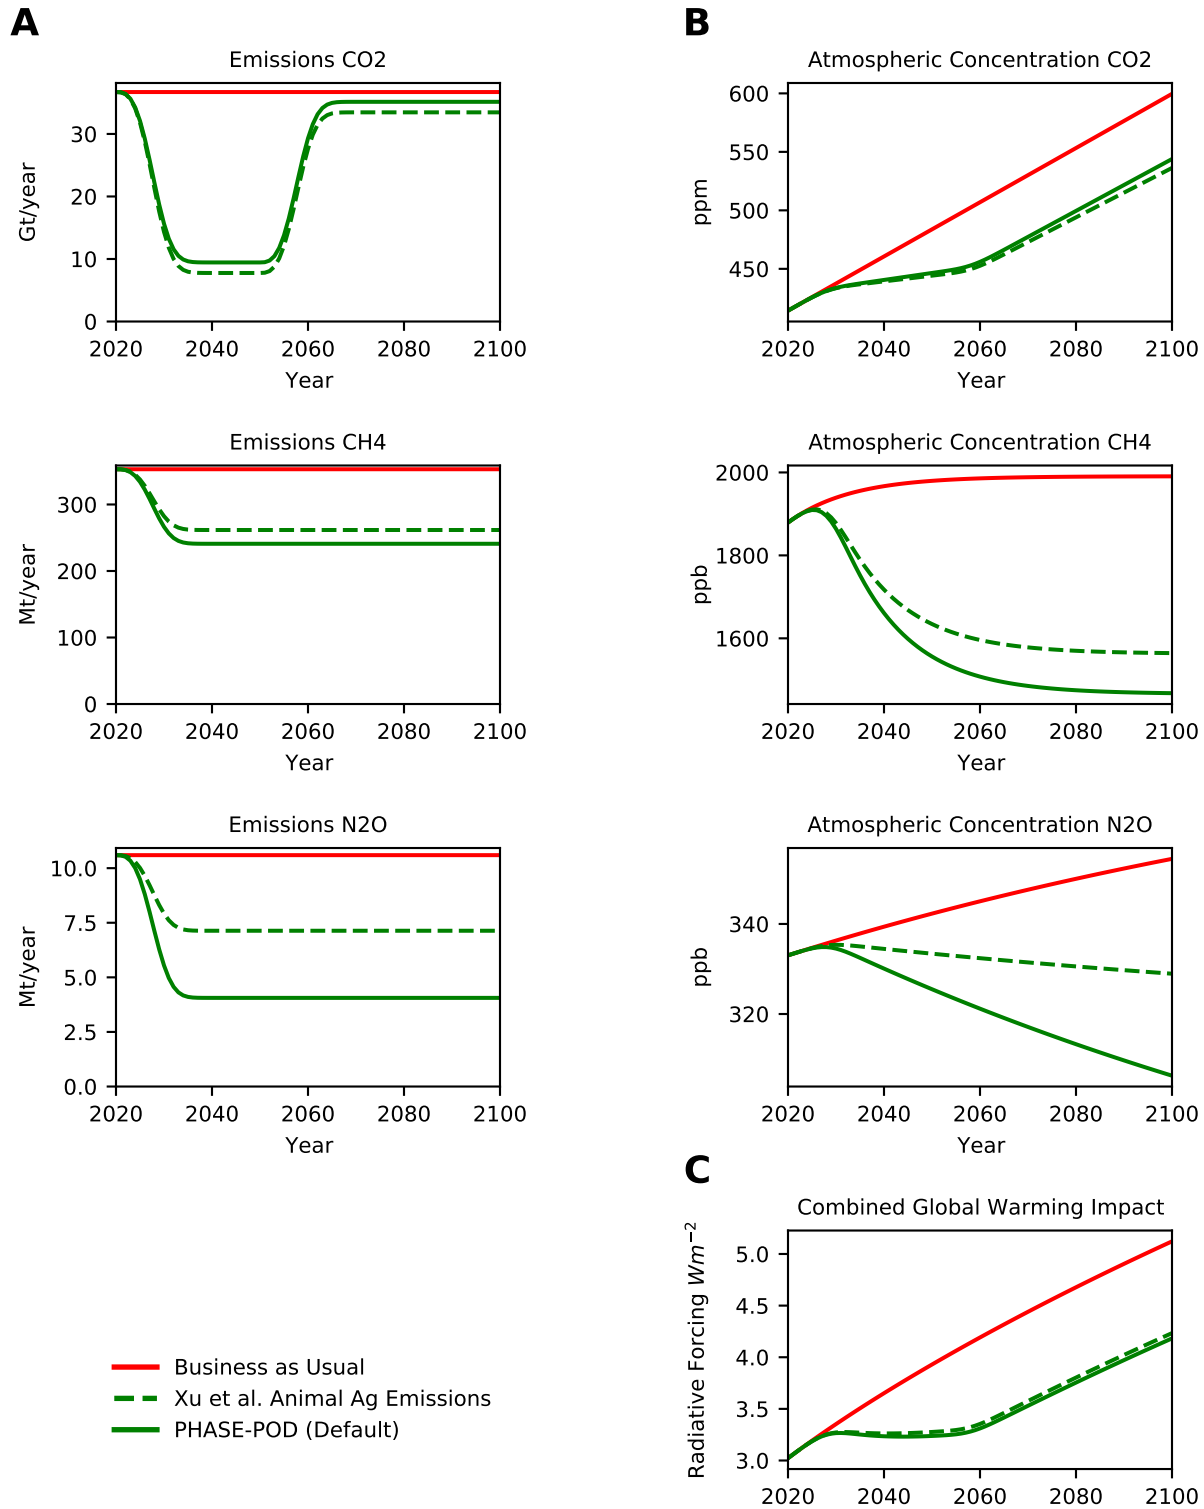 A
B
Emissions CO2
Atmospheric Concentration CO2
Gt/year
30
20
10
0
2020 2040 2060 2080 2100
Year
ppm
600
550
500
450
2020 2040 2060 2080 2100
Year
Emissions CH4
Atmospheric Concentration CH4
Mt/year
300
200
100
0
2020 2040 2060 2080 2100
Year
ppb
2000
1800
1600
2020 2040 2060 2080 2100
Year
Emissions N2O
Atmospheric Concentration N2O
Mt/year
10.0
7.5
5.0
2.5
0.0
2020 2040 2060 2080 2100
Year
ppb
340
320
2020 2040 2060 2080 2100
Year
C
Combined Global Warming Impact
Radiative Forcing Wm⁻²
5.0
4.5
4.0
3.5
3.0
2020 2040 2060 2080 2100
Business as Usual
Xu et al. Animal Ag Emissions
PHASE-POD (Default)